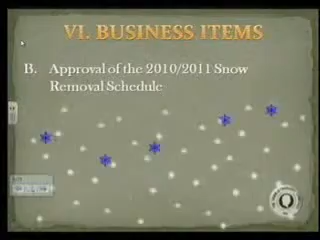 VI. BUSINESS ITEMS
B. Approval of the 2010/2011 Snow
Removal Schedule